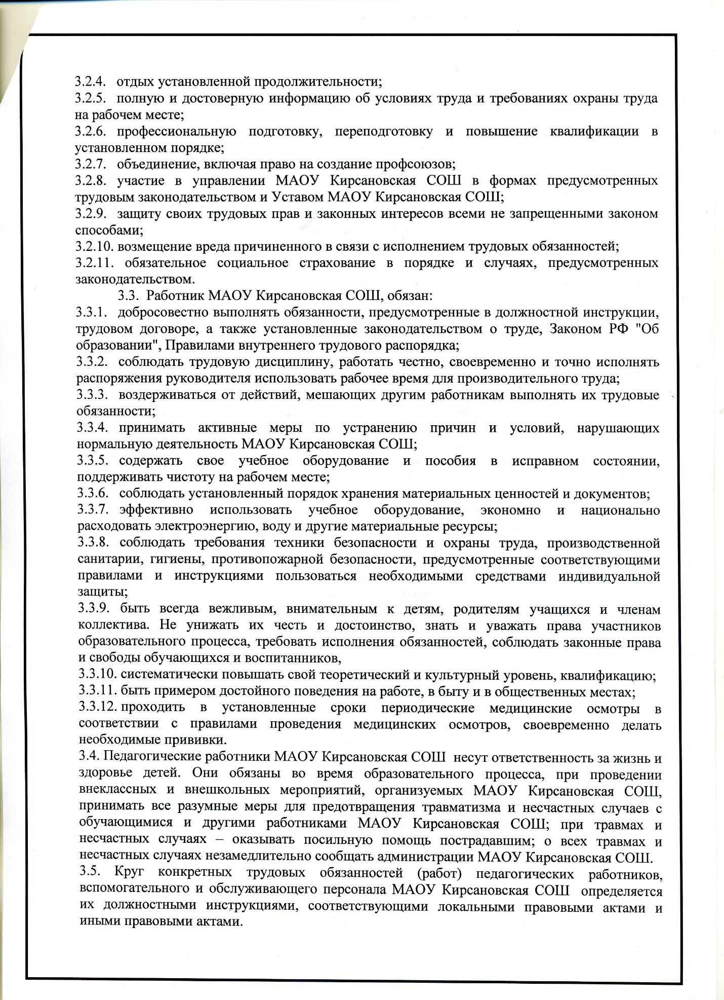 3.2.4. отдых установленной продолжительности;
3.2.5. полную и достоверную информацию об условиях труда и требованиях охраны труда
на рабочем месте;
3.2.6. профессиональную подготовку, переподготовку и повышение квалификации в
установленном порядке;
3.2.7. объединение, включая право на создание профсоюзов;
3.2.8. участие в управлении МАОУ Кирсановская СОШ в формах предусмотренных
трудовым законодательством и Уставом МАОУ Кирсановская СОШ;
3.2.9. защиту своих трудовых прав и законных интересов всеми не запрещенными законом
способами;
3.2.10. возмещение вреда причиненного в связи с исполнением трудовых обязанностей;
3.2.11. обязательное социальное страхование в порядке и случаях, предусмотренных
законодательством.
3.3. Работник МАОУ Кирсановская СОШ, обязан:
3.3.1. добросовестно выполнять обязанности, предусмотренные в должностной инструкции,
трудовом договоре, а также установленные законодательством о труде, Законом РФ "Об
образовании", Правилами внутреннего трудового распорядка;
3.3.2. соблюдать трудовую дисциплину, работать честно, своевременно и точно исполнять
распоряжения руководителя использовать рабочее время для производительного труда;
3.3.3. воздерживаться от действий, мешающих другим работникам выполнять их трудовые
обязанности;
3.3.4. принимать активные меры по устранению причин и условий, нарушающих
нормальную деятельность МАОУ Кирсановская СОШ;
3.3.5. содержать свое учебное оборудование и пособия в исправном состоянии,
поддерживать чистоту на рабочем месте;
3.3.6. соблюдать установленный порядок хранения материальных ценностей и документов;
3.3.7. эффективно использовать учебное оборудование, экономно и национально
расходовать электроэнергию, воду и другие материальные ресурсы;
3.3.8. соблюдать требования техники безопасности и охраны труда, производственной
санитарии, гигиены, противопожарной безопасности, предусмотренные соответствующими
правилами и инструкциями пользоваться необходимыми средствами индивидуальной
защиты;
3.3.9. быть всегда вежливым, внимательным к детям, родителям учащихся и членам
коллектива. Не унижать их честь и достоинство, знать и уважать права участников
образовательного процесса, требовать исполнения обязанностей, соблюдать законные права
и свободы обучающихся и воспитанников,
3.3.10. систематически повышать свой теоретический и культурный уровень, квалификацию;
3.3.11. быть примером достойного поведения на работе, в быту и в общественных местах;
3.3.12. проходить в установленные сроки периодические медицинские осмотры в
соответствии с правилами проведения медицинских осмотров, своевременно делать
необходимые прививки.
3.4. Педагогические работники МАОУ Кирсановская СОШ несут ответственность за жизнь и
здоровье детей. Они обязаны во время образовательного процесса, при проведении
внеклассных и внешкольных мероприятий, организуемых МАОУ Кирсановская СОШ,
принимать все разумные меры для предотвращения травматизма и несчастных случаев с
обучающимися и другими работниками МАОУ Кирсановская СОШ; при травмах и
несчастных случаях – оказывать посильную помощь пострадавшим; о всех травмах и
несчастных случаях незамедлительно сообщать администрации МАОУ Кирсановская СОШ.
3.5. Круг конкретных трудовых обязанностей (работ) педагогических работников,
вспомогательного и обслуживающего персонала МАОУ Кирсановская СОШ определяется
их должностными инструкциями, соответствующими локальными правовыми актами и
иными правовыми актами.